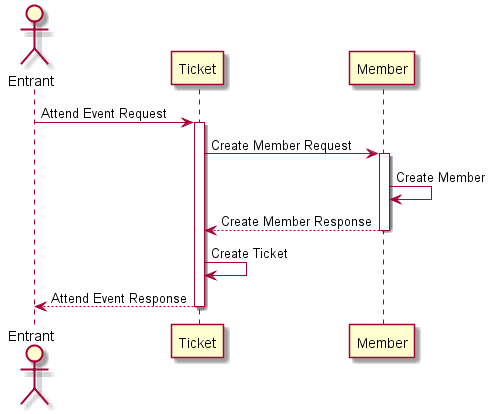 Entrant
Ticket
Member
Attend Event Request
Create Member Request
Create Member
Create Member Response
Create Ticket
Attend Event Response
Entrant
Ticket
Member